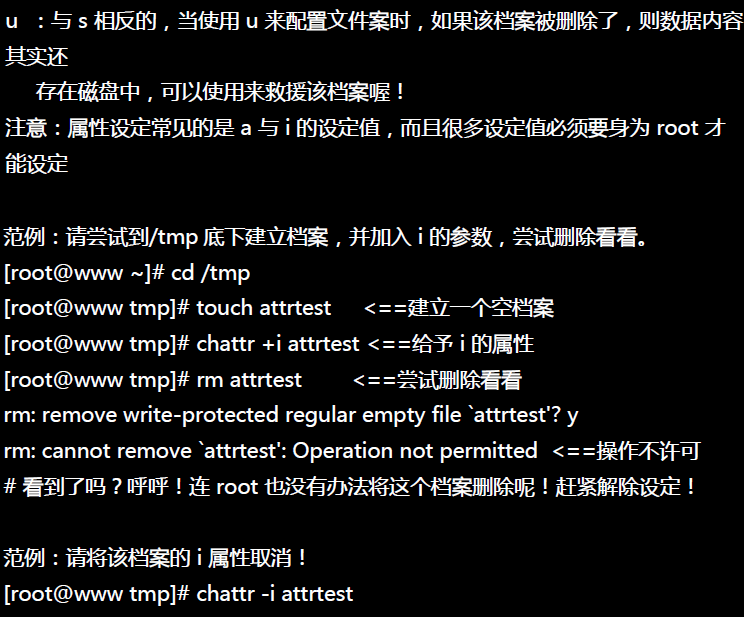 u ：与 s 相反的，当使用 u 来配置文件案时，如果该档案被删除了，则数据内容
其实还
存在磁盘中，可以使用来救援该档案喔！
注意：属性设定常见的是 a 与 i 的设定值，而且很多设定值必须要身为 root 才
能设定
范例：请尝试到/tmp 底下建立档案，并加入 i 的参数，尝试删除看看。
[root@www ~]# cd /tmp
[root@www tmp]# touch attrtest <==建立一个空档案
[root@www tmp]# chattr +i attrtest <==给予 i 的属性
[root@www tmp]# rm attrtest <==尝试删除看看
rm: remove write-protected regular empty file `attrtest'? y
rm: cannot remove `attrtest': Operation not permitted <==操作不许可
# 看到了吗？呼呼！连 root 也没有办法将这个档案删除呢！赶紧解除设定！
范例：请将该档案的 i 属性取消！
[root@www tmp]# chattr -i attrtest